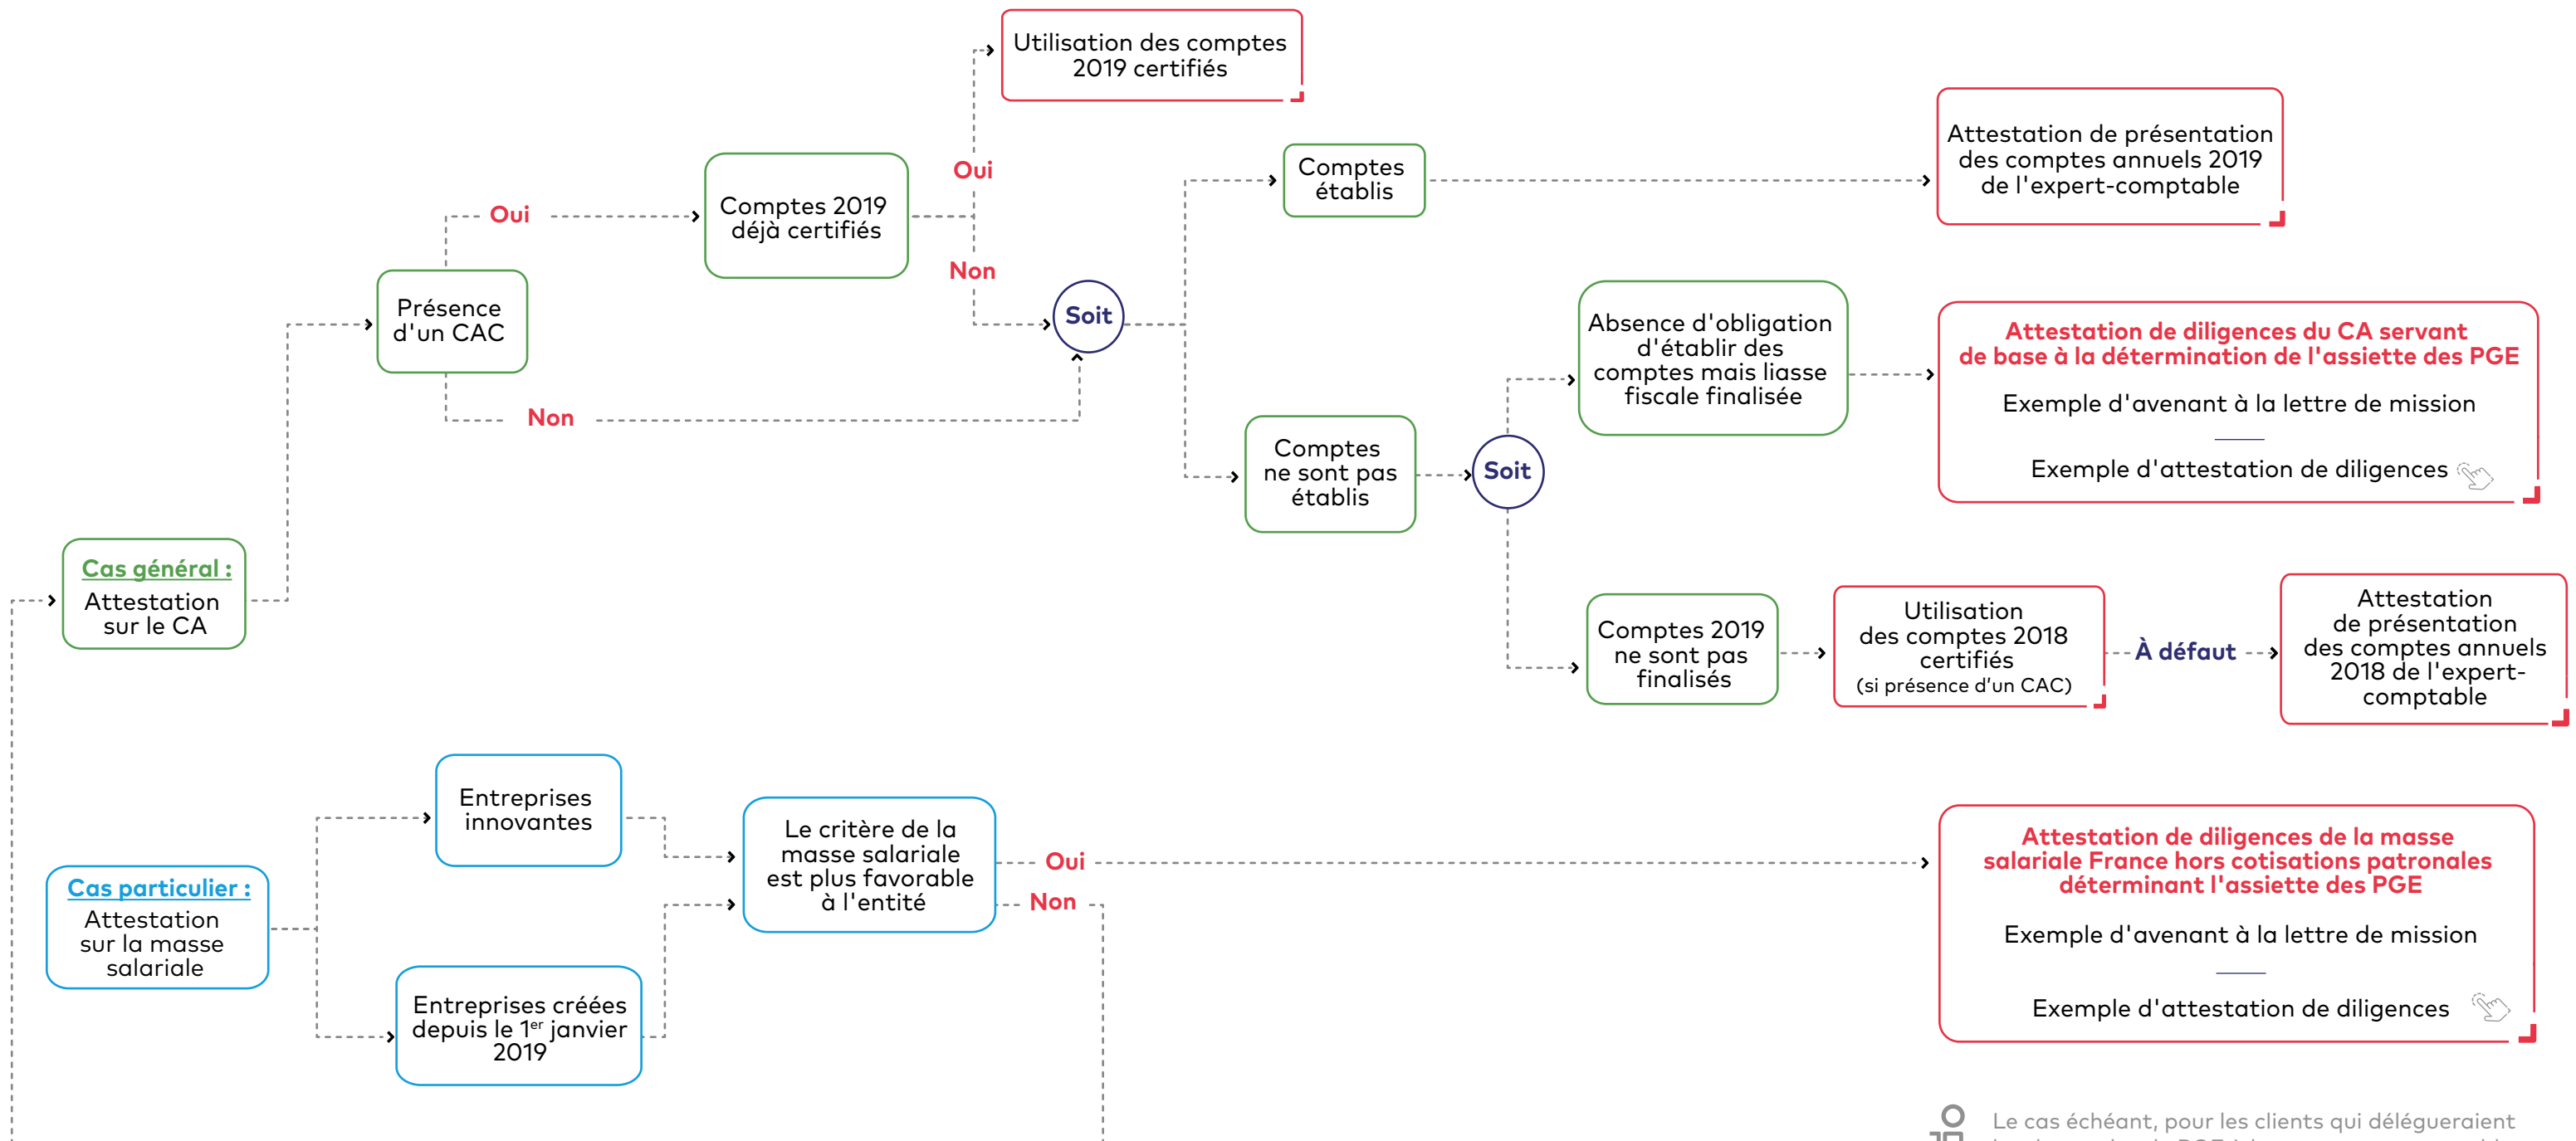 Utilisation des comptes
2019 certifiés
Attestation de présentation
des comptes annuels 2019
de l'expert-comptable
Comptes
établis
Oui
Comptes 2019
déjà certifiés
Oui
Non
Présence
d'un CAC
Soit
Non
Absence d'obligation
d'établir des
comptes mais liasse
fiscale finalisée
Attestation de diligences du CA servant
de base à la détermination de l'assiette des PGE
Exemple d'avenant à la lettre de mission
Exemple d'attestation de diligences
Comptes
ne sont pas
établis
Soit
Cas général :
Attestation
sur le CA
Comptes 2019
ne sont pas
finalisés
Utilisation
des comptes 2018
certifiés
(si présence d'un CAC)
À défaut
Attestation
de présentation
des comptes annuels
2018 de l'expert-
comptable
Entreprises
innovantes
Le critère de la
masse salariale
est plus favorable
à l'entité
Oui
Non
Attestation de diligences de la masse
salariale France hors cotisations patronales
déterminant l'assiette des PGE
Exemple d'avenant à la lettre de mission
Exemple d'attestation de diligences
Cas particulier :
Attestation
sur la masse
salariale
Entreprises créées
depuis le 1er janvier
2019
Le cas échéant, pour les clients qui délégueraient